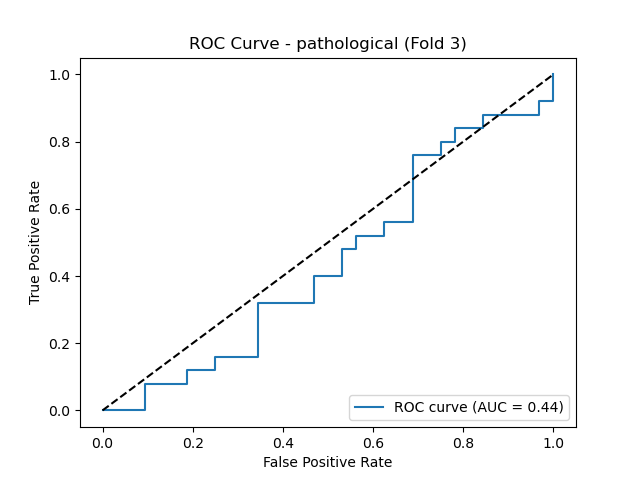 ROC Curve - pathological (Fold 3)
True Positive Rate
1.0
0.8
0.6
0.4
0.2
0.0
ROC curve (AUC = 0.44)
0.0 0.2 0.4 0.6 0.8 1.0
False Positive Rate